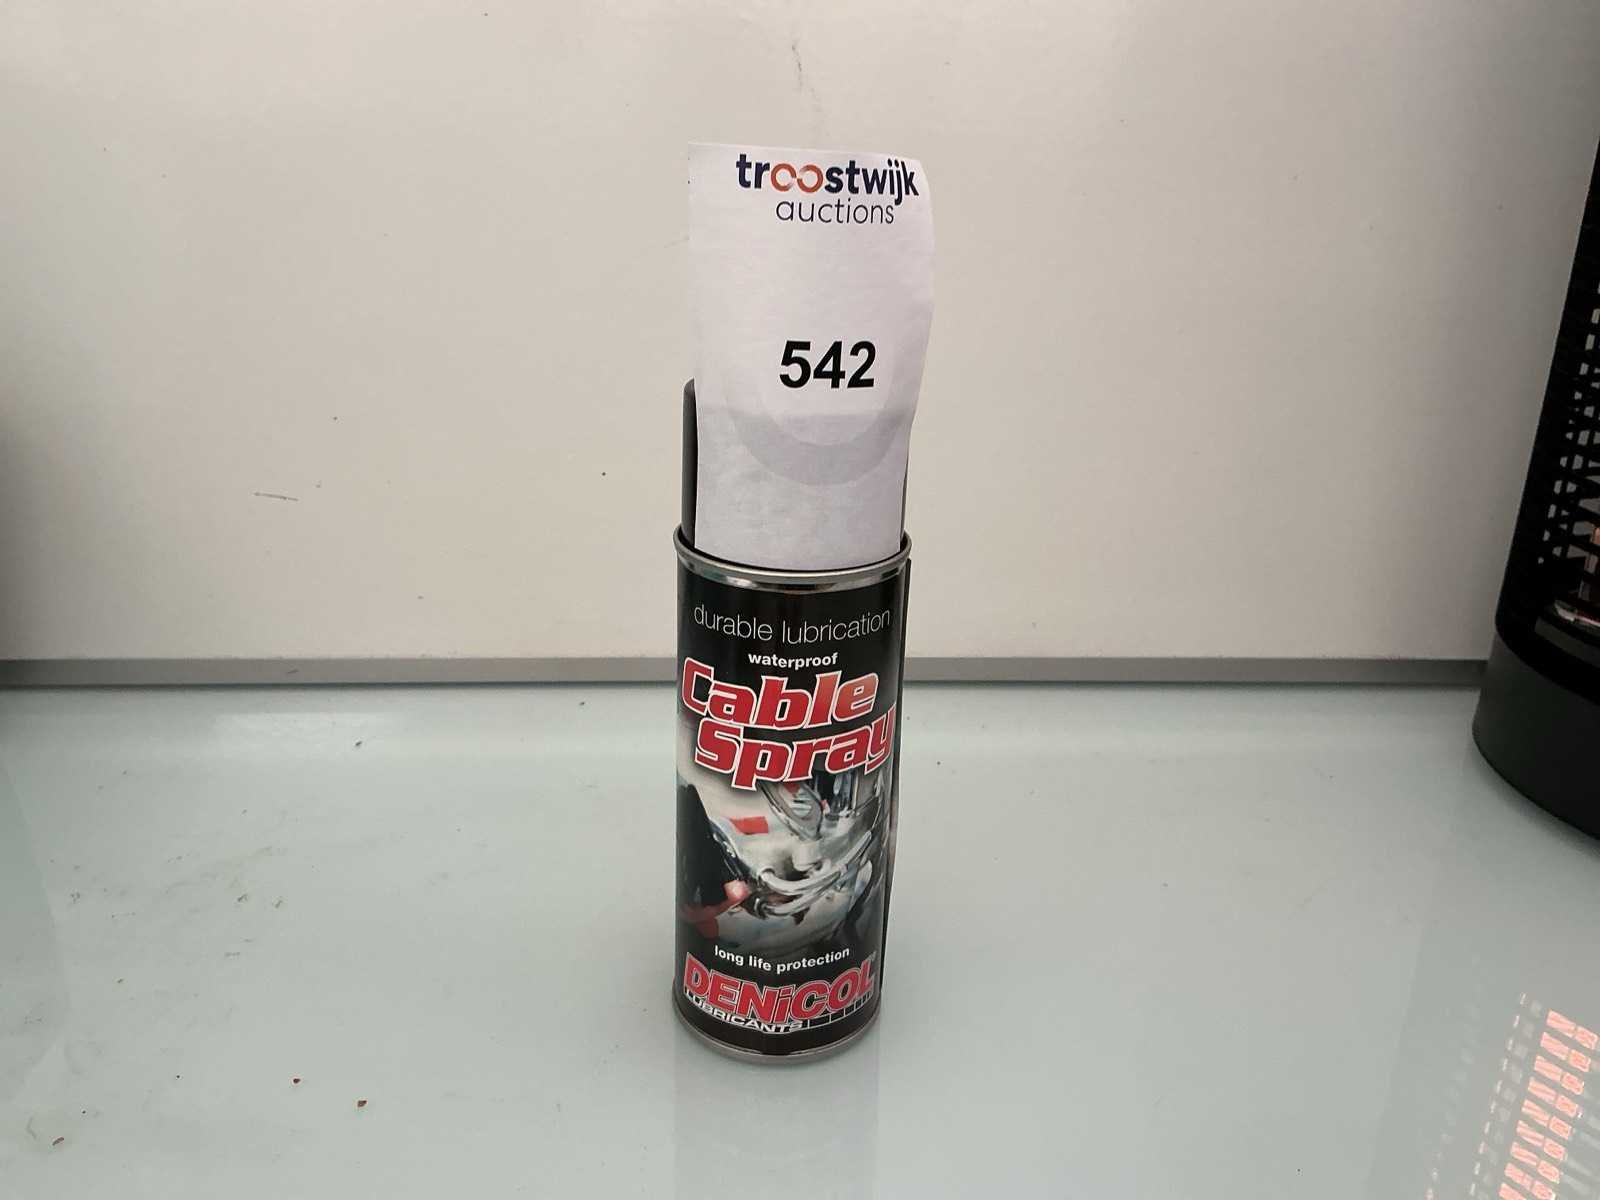 troostwijk
auctions
542
durable lubrication
waterproof
Cable
Spray
long life protection
DENiCOL®
LUBRICANTS